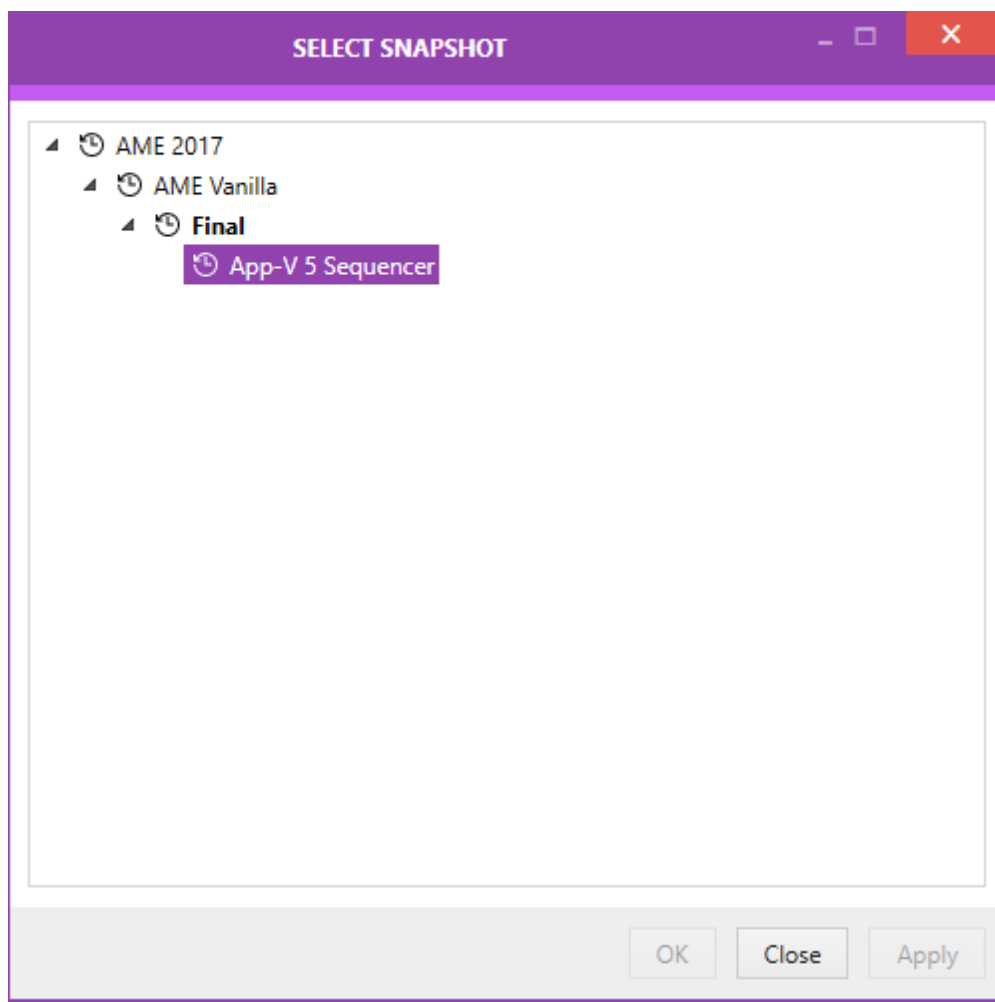 SELECT SNAPSHOT
AME 2017
AME Vanilla
Final
App-V 5 Sequencer
OK Close Apply